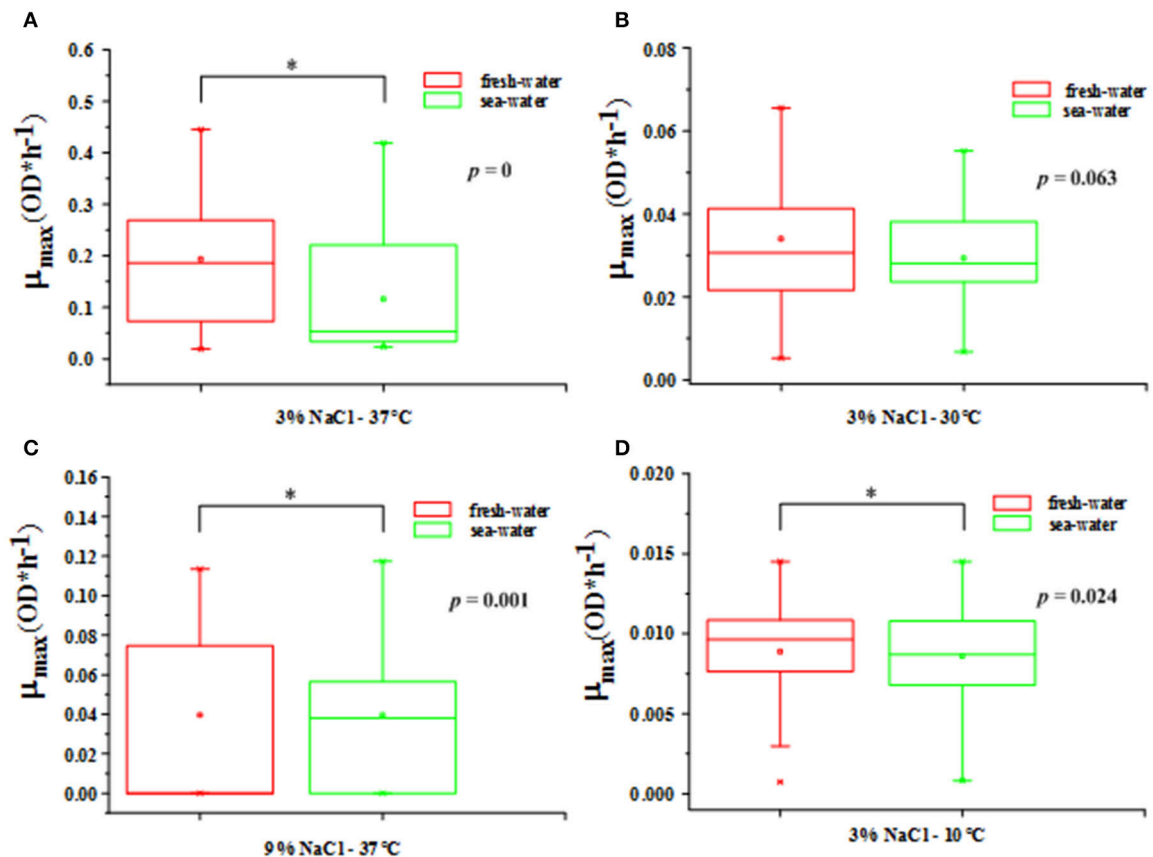 A
0.6
0.5
0.4
0.3
0.2
0.1
0.0
μmax(OD*h-1)
*
fresh-water
sea-water
p = 0
3% NaCl - 37°C
B
0.08
0.06
0.04
0.02
0.00
μmax(OD*h-1)
fresh-water
sea-water
p = 0.063
3% NaCl - 30°C
C
0.16
0.14
0.12
0.10
0.08
0.06
0.04
0.02
0.00
μmax(OD*h-1)
*
fresh-water
sea-water
p = 0.001
9% NaCl - 37°C
D
0.020
0.015
0.010
0.005
0.000
μmax(OD*h-1)
*
fresh-water
sea-water
p = 0.024
3% NaCl - 10°C